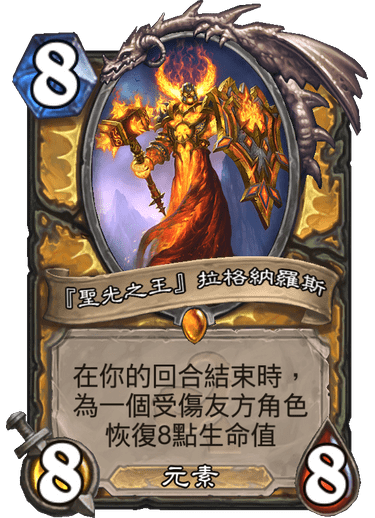 8
『聖光之王』拉格納羅斯
在你的回合結束時，
為一個受傷友方角色
恢復8點生命值
8
元素
8